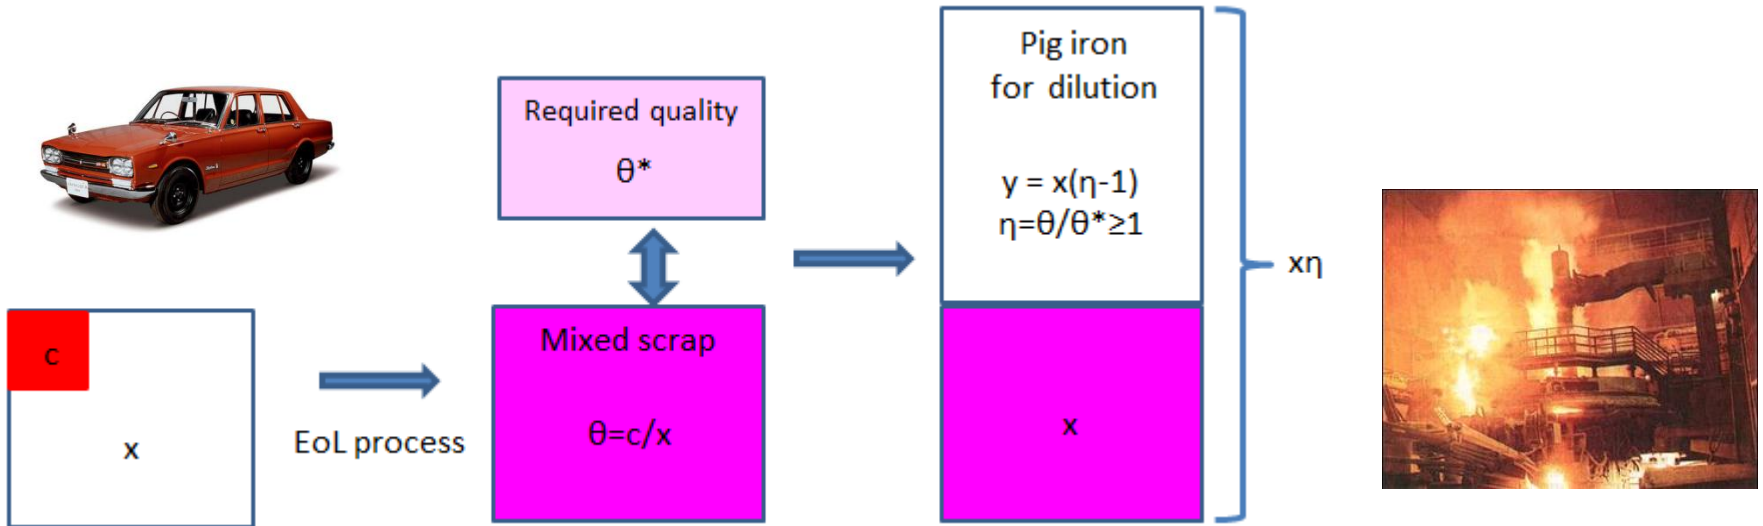 c
x
EoL process
Required quality
θ*
Mixed scrap
θ=c/x
Pig iron
for dilution
y = x(η-1)
η=θ/θ*≥1
x
xη